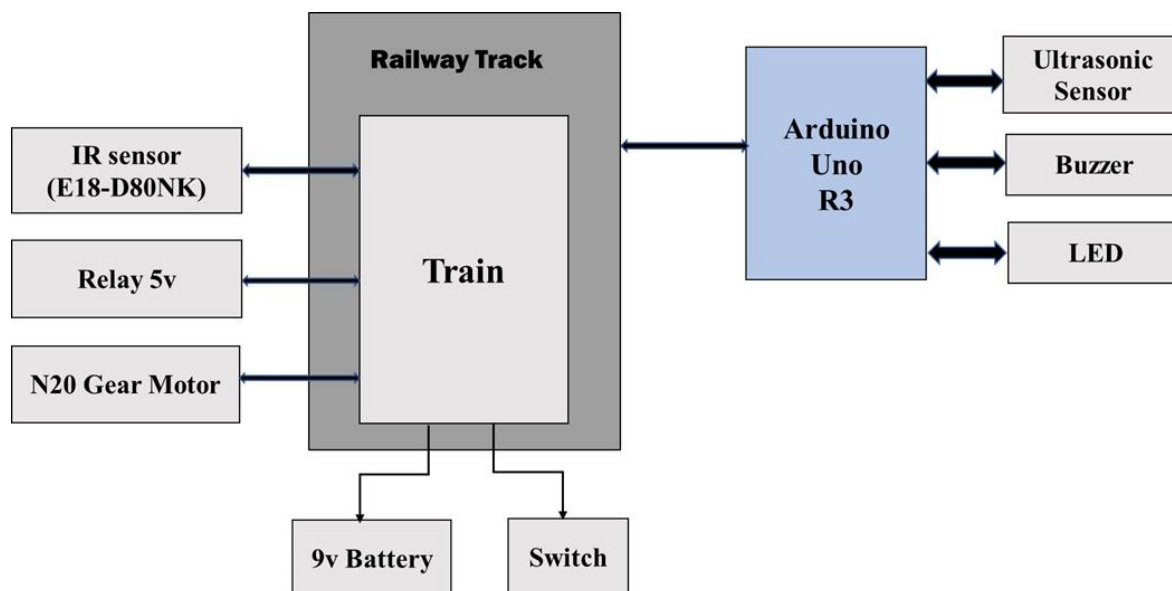 Railway Track
IR sensor
(E18-D80NK)
Relay 5v
N20 Gear Motor
Train
9v Battery
Switch
Arduino
Uno
R3
Ultrasonic
Sensor
Buzzer
LED